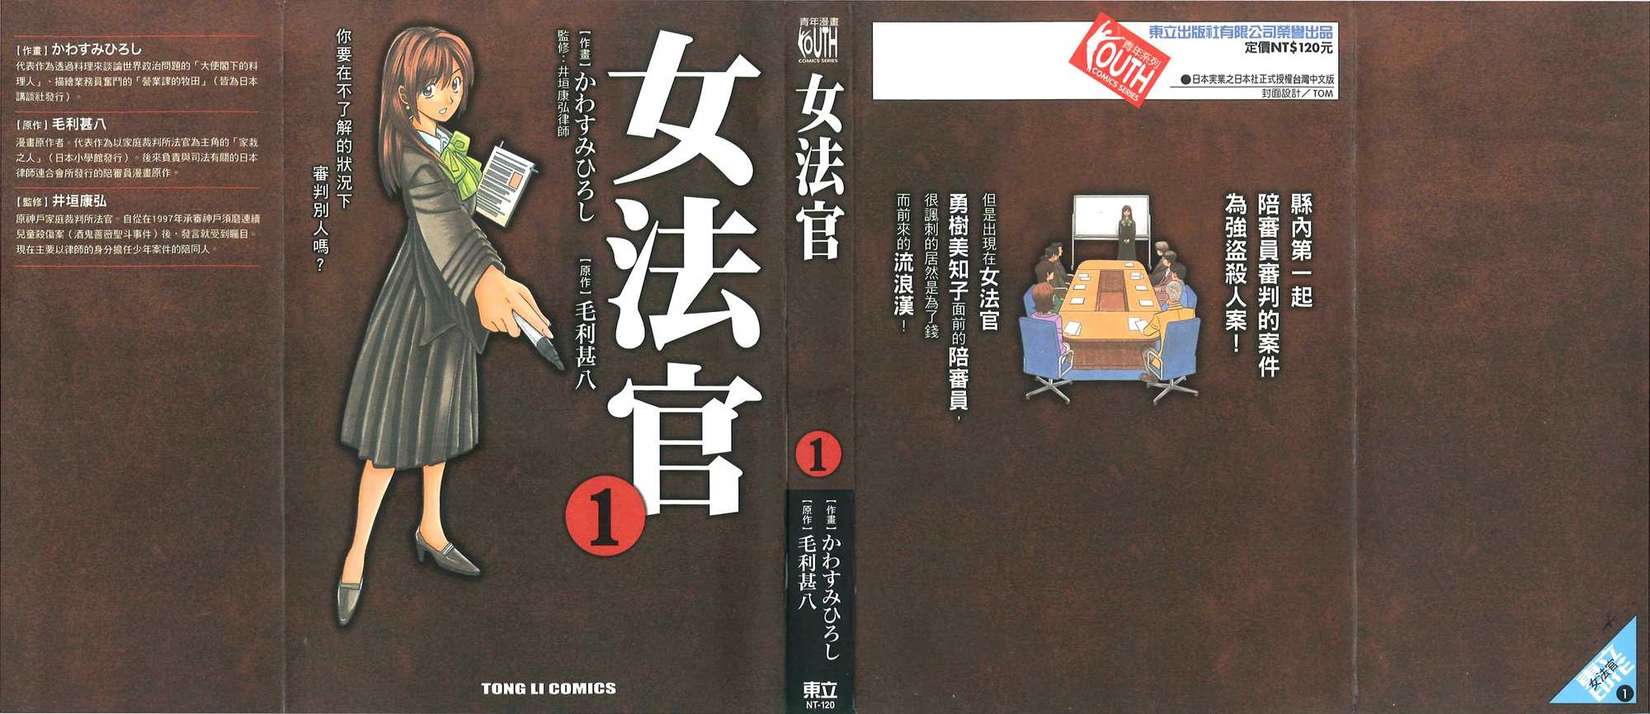 【作畫】かわすみひろし
代表作為透過料理來談論世界政治問題的「大使閣下的料
理人」、描繪業務員奮鬥的「營業課的牧田」(皆為日本
講談社發行)。
【原作】毛利甚八
漫畫原作者。代表作為以家庭裁判所法官為主角的「家栽
之人」(日本小學館發行)。後來負責與司法有關的日本
律師連合會所發行的陪審員漫畫原作。
【監修】井垣康弘
原神戶家庭裁判所法官。自從在1997年承審神戶須磨連續
兒童殺傷案(酒鬼薔薇聖斗事件)後，發言就受到矚目。
現在主要以律師的身分擔任少年案件的陪同人。
你要在不了解的狀況下
審判別人嗎？
女法官
1
【作畫】かわすみひろし
監修：井垣康弘律師
【原作】毛利甚八
TONG LI COMICS
青年漫畫
YOUTH
COMICS SERIES
女法官
1
【作畫】かわすみひろし
【原作】毛利甚八
東立
NT-120
青年系列
YOUTH
COMICS SERIES
東立出版社有限公司榮譽出品
定價NT$120元
●日本実業之日本社正式授權台灣中文版
封面設計／TOM
縣內第一起
陪審員審判的案件
為強盜殺人案！
但是出現在女法官
勇樹美知子面前的陪審員，
很諷刺的居然是為了錢
而前來的流浪漢！
女法官
1